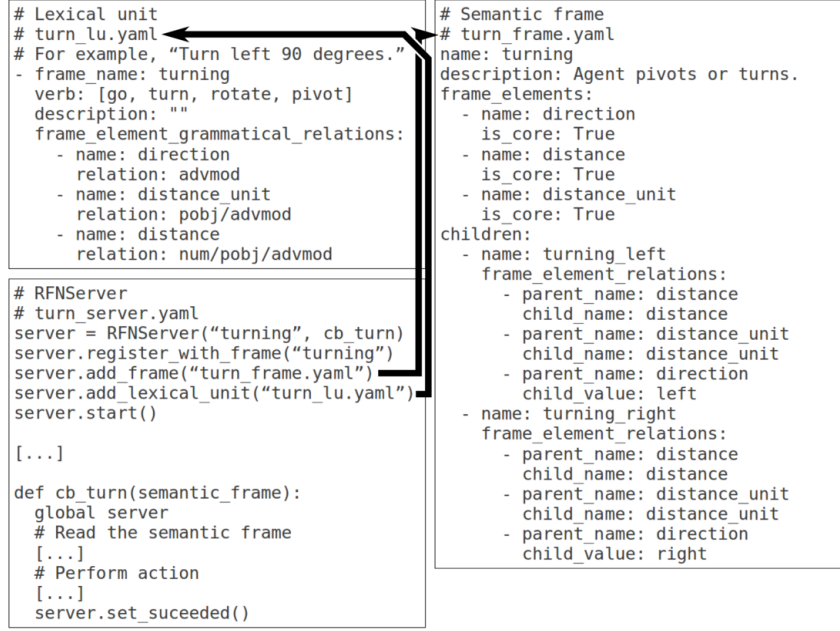 # Lexical unit
# turn_lu.yaml
# For example, “Turn left 90 degrees.”
- frame_name: turning
  verb: [go, turn, rotate, pivot]
  description: ""
  frame_element_grammatical_relations:
    - name: direction
      relation: advmod
    - name: distance_unit
      relation: pobj/advmod
    - name: distance
      relation: num/pobj/advmod
# RFNServer
# turn_server.yaml
server = RFNServer(“turning”, cb_turn)
server.register_with_frame(“turning”)
server.add_frame(“turn_frame.yaml”)
server.add_lexical_unit(“turn_lu.yaml”)
server.start()
[...]
def cb_turn(semantic_frame):
  global server
  # Read the semantic frame
  [...]
  # Perform action
  [...]
  server.set_suceeded()
# Semantic frame
# turn_frame.yaml
name: turning
description: Agent pivots or turns.
frame_elements:
  - name: direction
    is_core: True
  - name: distance
    is_core: True
  - name: distance_unit
    is_core: True
children:
  - name: turning_left
    frame_element_relations:
      - parent_name: distance
        child_name: distance
      - parent_name: distance_unit
        child_name: distance_unit
      - parent_name: direction
        child_value: left
  - name: turning_right
    frame_element_relations:
      - parent_name: distance
        child_name: distance
      - parent_name: distance_unit
        child_name: distance_unit
      - parent_name: direction
        child_value: right